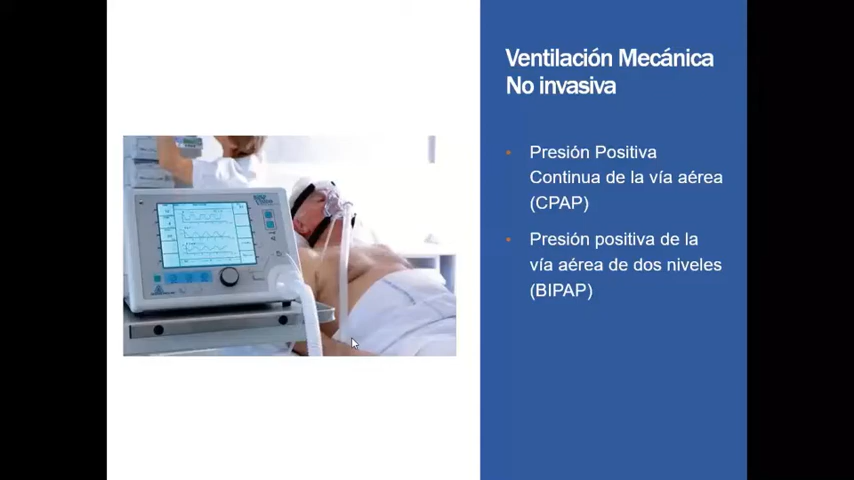 Ventilación Mecánica
No invasiva
• Presión Positiva
Continua de la vía aérea
(CPAP)
• Presión positiva de la
vía aérea de dos niveles
(BIPAP)